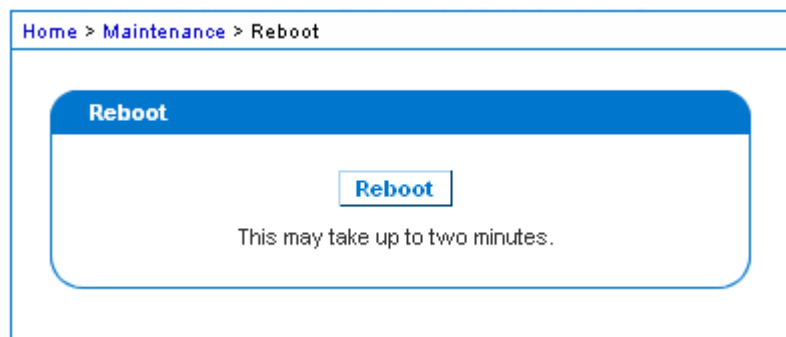 Home > Maintenance > Reboot
Reboot
Reboot
This may take up to two minutes.